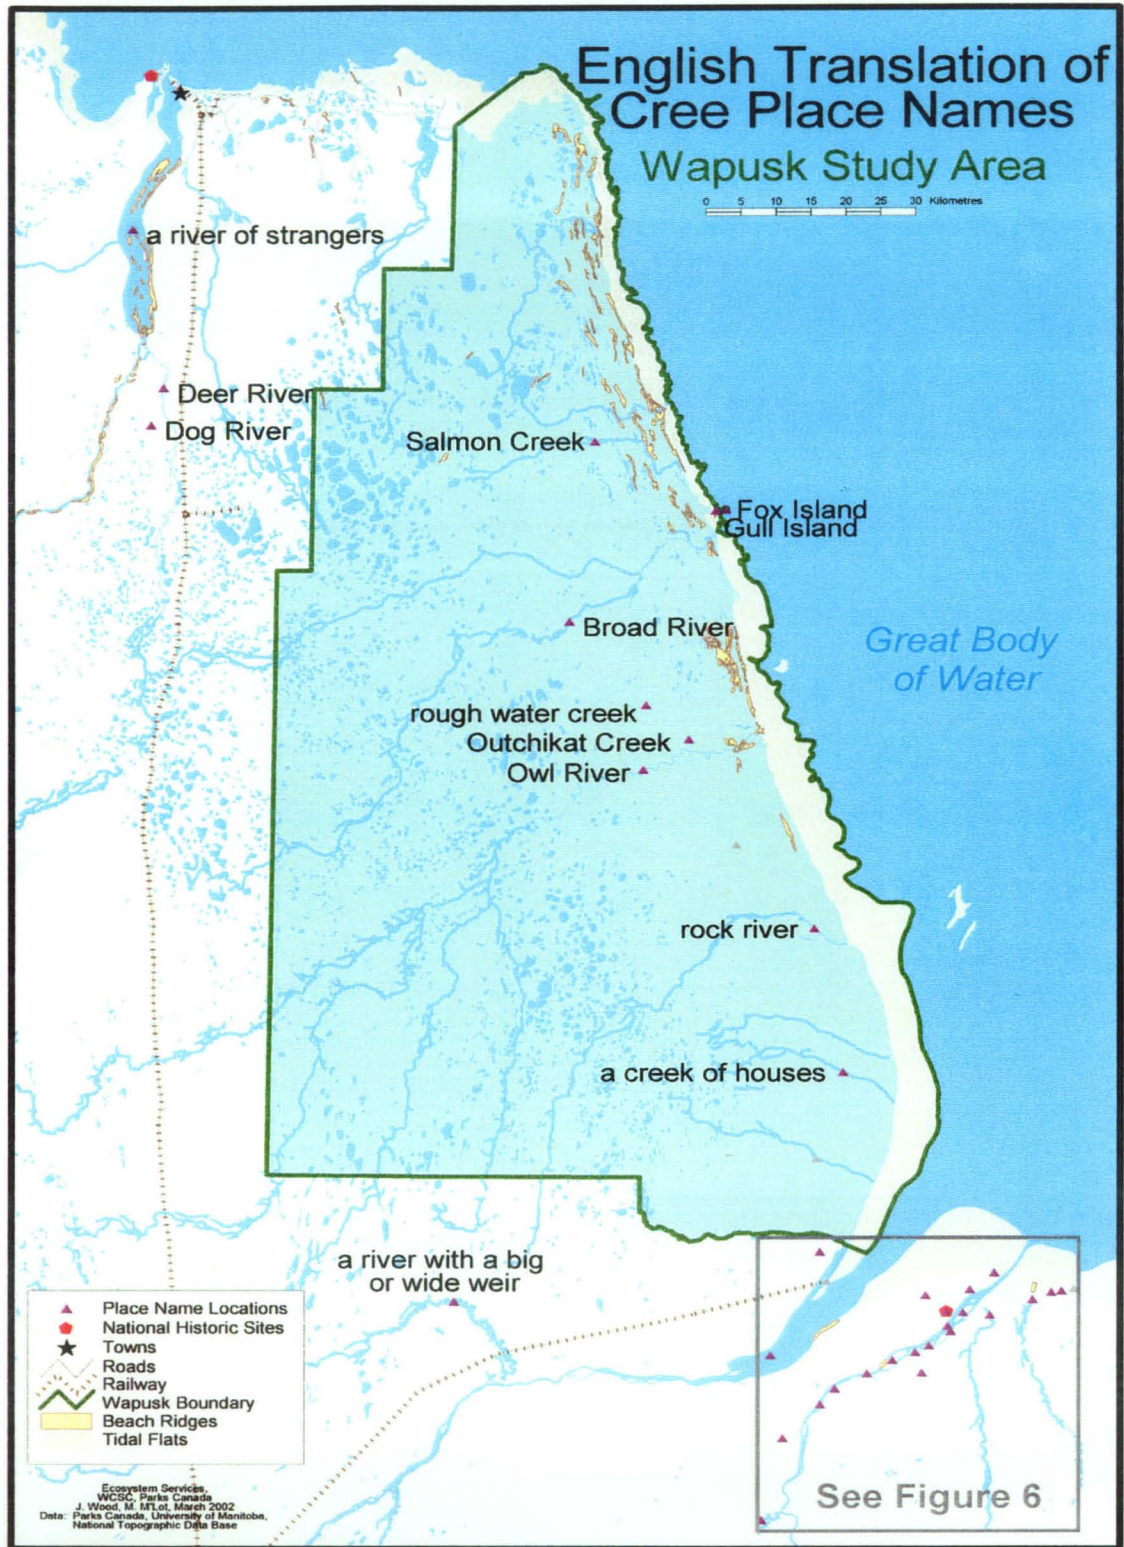 English Translation of
Cree Place Names
Wapusk Study Area
0 5 10 15 20 25 30 Kilometres
a river of strangers
Deer River
Dog River
Salmon Creek
Fox Island
Gull Island
Broad River
Great Body
of Water
rough water creek
Outchikat Creek
Owl River
rock river
a creek of houses
a river with a big
or wide weir
Place Name Locations
National Historic Sites
Towns
Roads
Railway
Wapusk Boundary
Beach Ridges
Tidal Flats
See Figure 6
Ecosystem Services,
WCSC, Parks Canada
J. Wood, M. M'Lot, March 2002
Data: Parks Canada, University of Manitoba,
National Topographic Data Base